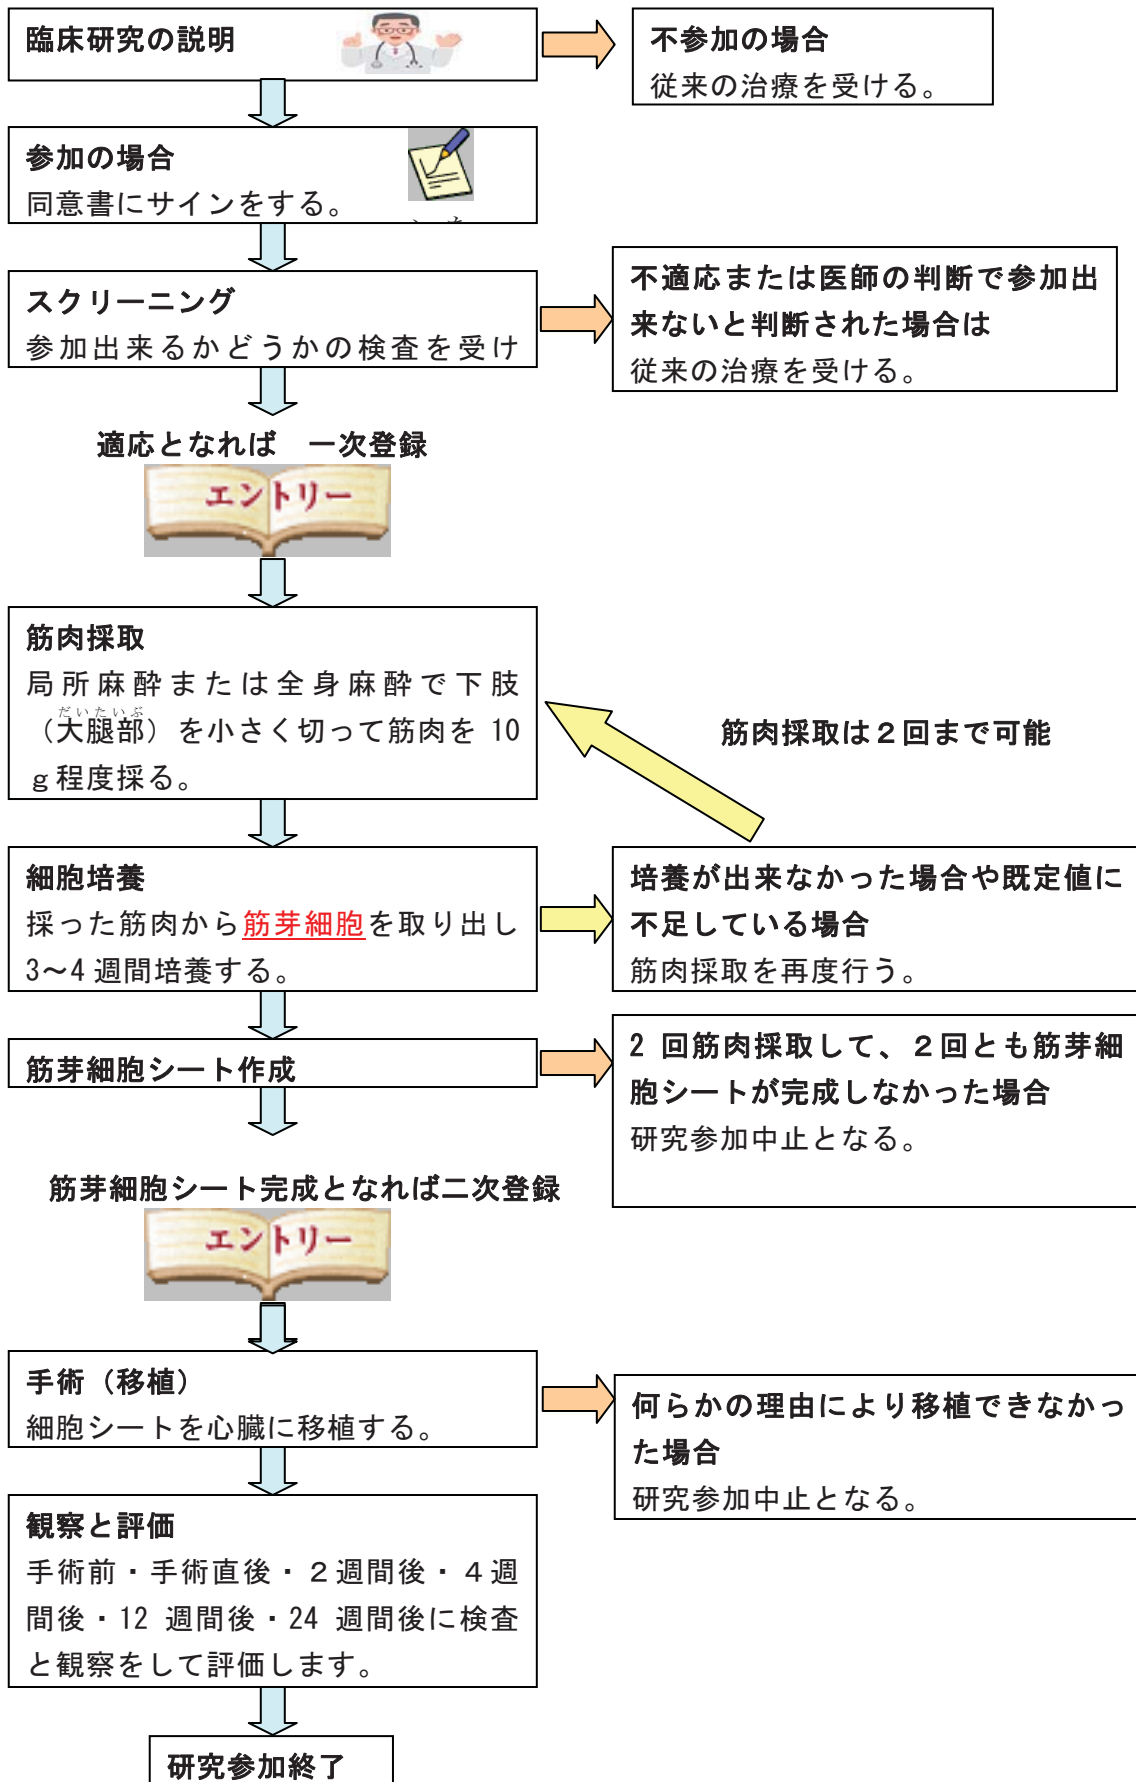 臨床研究の説明
不参加の場合
従来の治療を受ける。
参加の場合
同意書にサインをする。
スクリーニング
参加出来るかどうかの検査を受け
不適応または医師の判断で参加出
来ないと判断された場合は
従来の治療を受ける。
適応となれば　一次登録
エントリー
筋肉採取
局所麻酔または全身麻酔で下肢
だいたいぶ
（大腿部）を小さく切って筋肉を 10
ｇ程度採る。
筋肉採取は２回まで可能
細胞培養
採った筋肉から筋芽細胞を取り出し
3～4 週間培養する。
培養が出来なかった場合や既定値に
不足している場合
筋肉採取を再度行う。
筋芽細胞シート作成
2 回筋肉採取して、２回とも筋芽細
胞シートが完成しなかった場合
研究参加中止となる。
筋芽細胞シート完成となれば二次登録
エントリー
手術（移植）
細胞シートを心臓に移植する。
何らかの理由により移植できなかっ
た場合
研究参加中止となる。
観察と評価
手術前・手術直後・２週間後・４週
間後・12 週間後・24 週間後に検査
と観察をして評価します。
研究参加終了